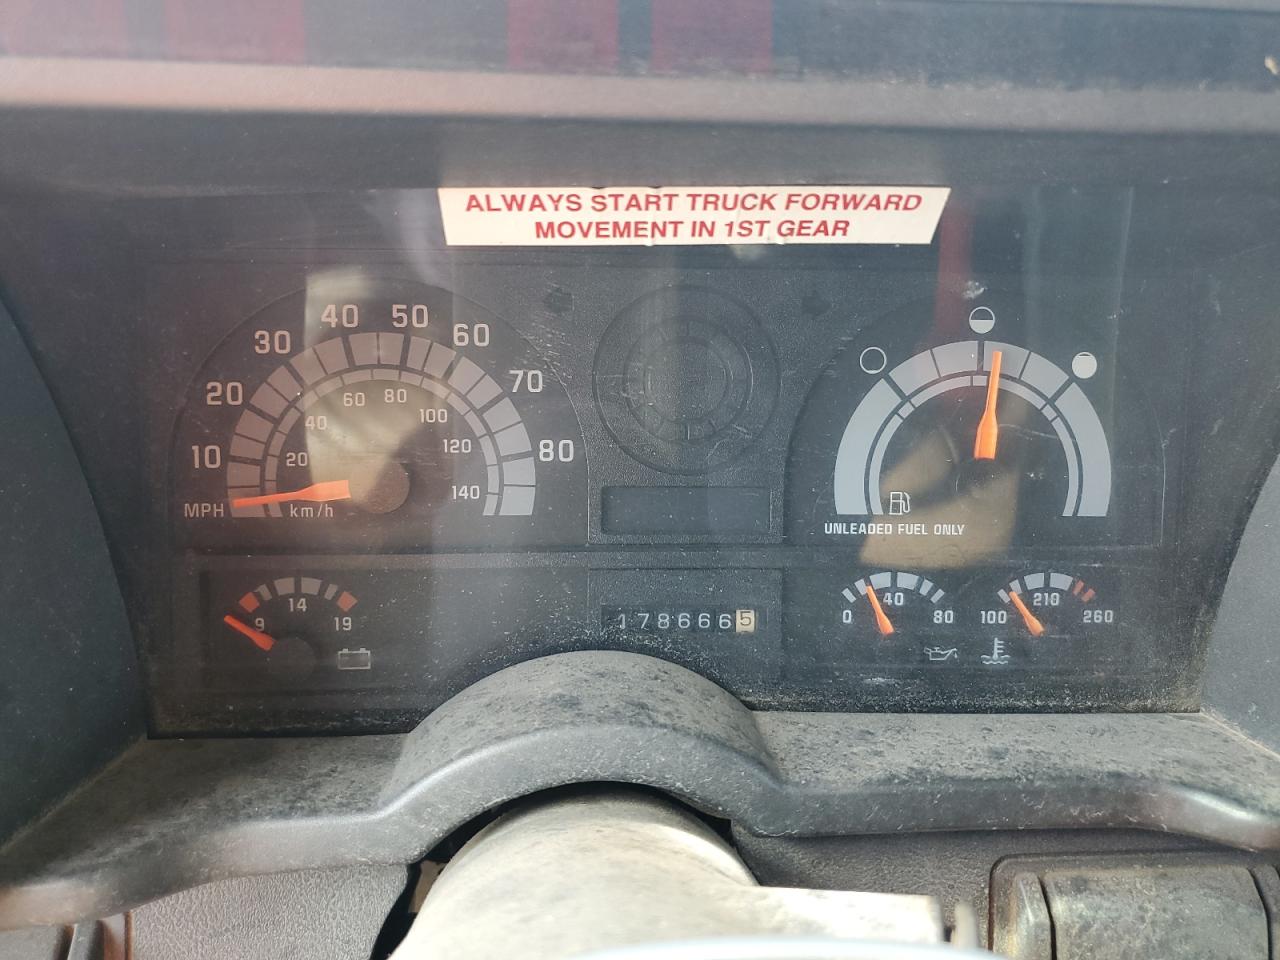 ALWAYS START TRUCK FORWARD
MOVEMENT IN 1ST GEAR
10 20 30 40 50 60 70 80
MPH
20 40 60 80 100 120 140
km/h
UNLEADED FUEL ONLY
9 14 19
1786665
0 40 80
100 210 260